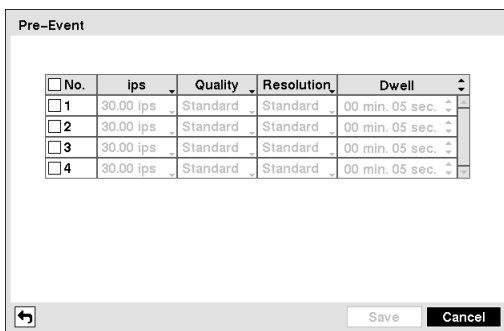 Pre-Event
No. ips Quality Resolution Dwell
1 30.00 ips Standard Standard 00 min. 05 sec.
2 30.00 ips Standard Standard 00 min. 05 sec.
3 30.00 ips Standard Standard 00 min. 05 sec.
4 30.00 ips Standard Standard 00 min. 05 sec.
Save Cancel